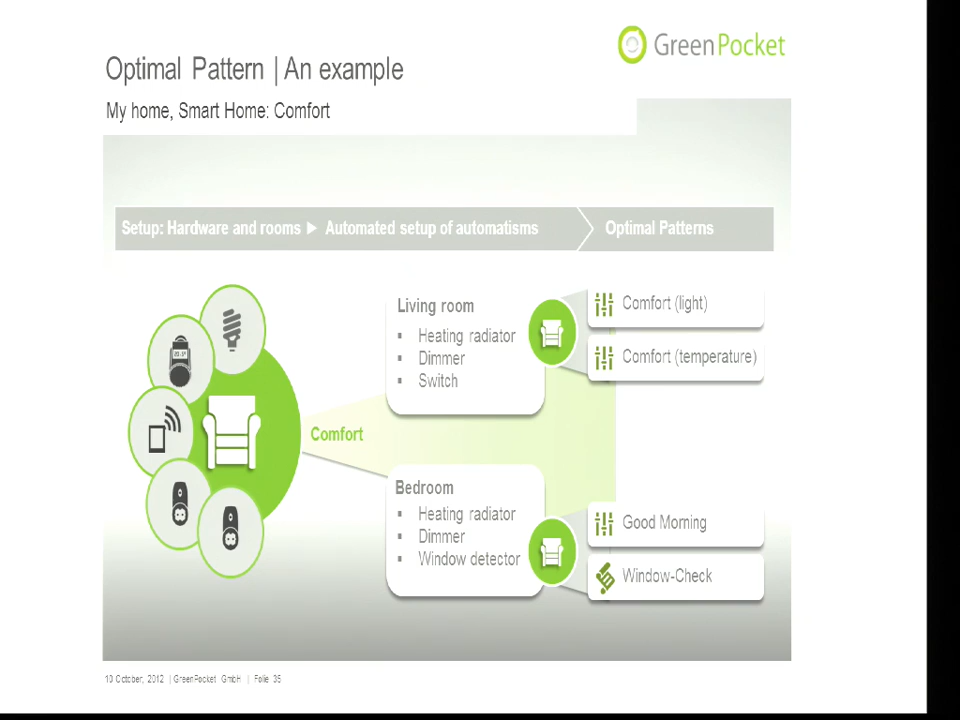 GreenPocket
Optimal Pattern | An example
My home, Smart Home: Comfort
Setup: Hardware and rooms ▶ Automated setup of automatisms
Optimal Patterns
Living room
▪ Heating radiator
▪ Dimmer
▪ Switch
Comfort (light)
Comfort (temperature)
Comfort
Bedroom
▪ Heating radiator
▪ Dimmer
▪ Window detector
Good Morning
Window-Check
10 October, 2012 | GreenPocket GmbH | Folie 35